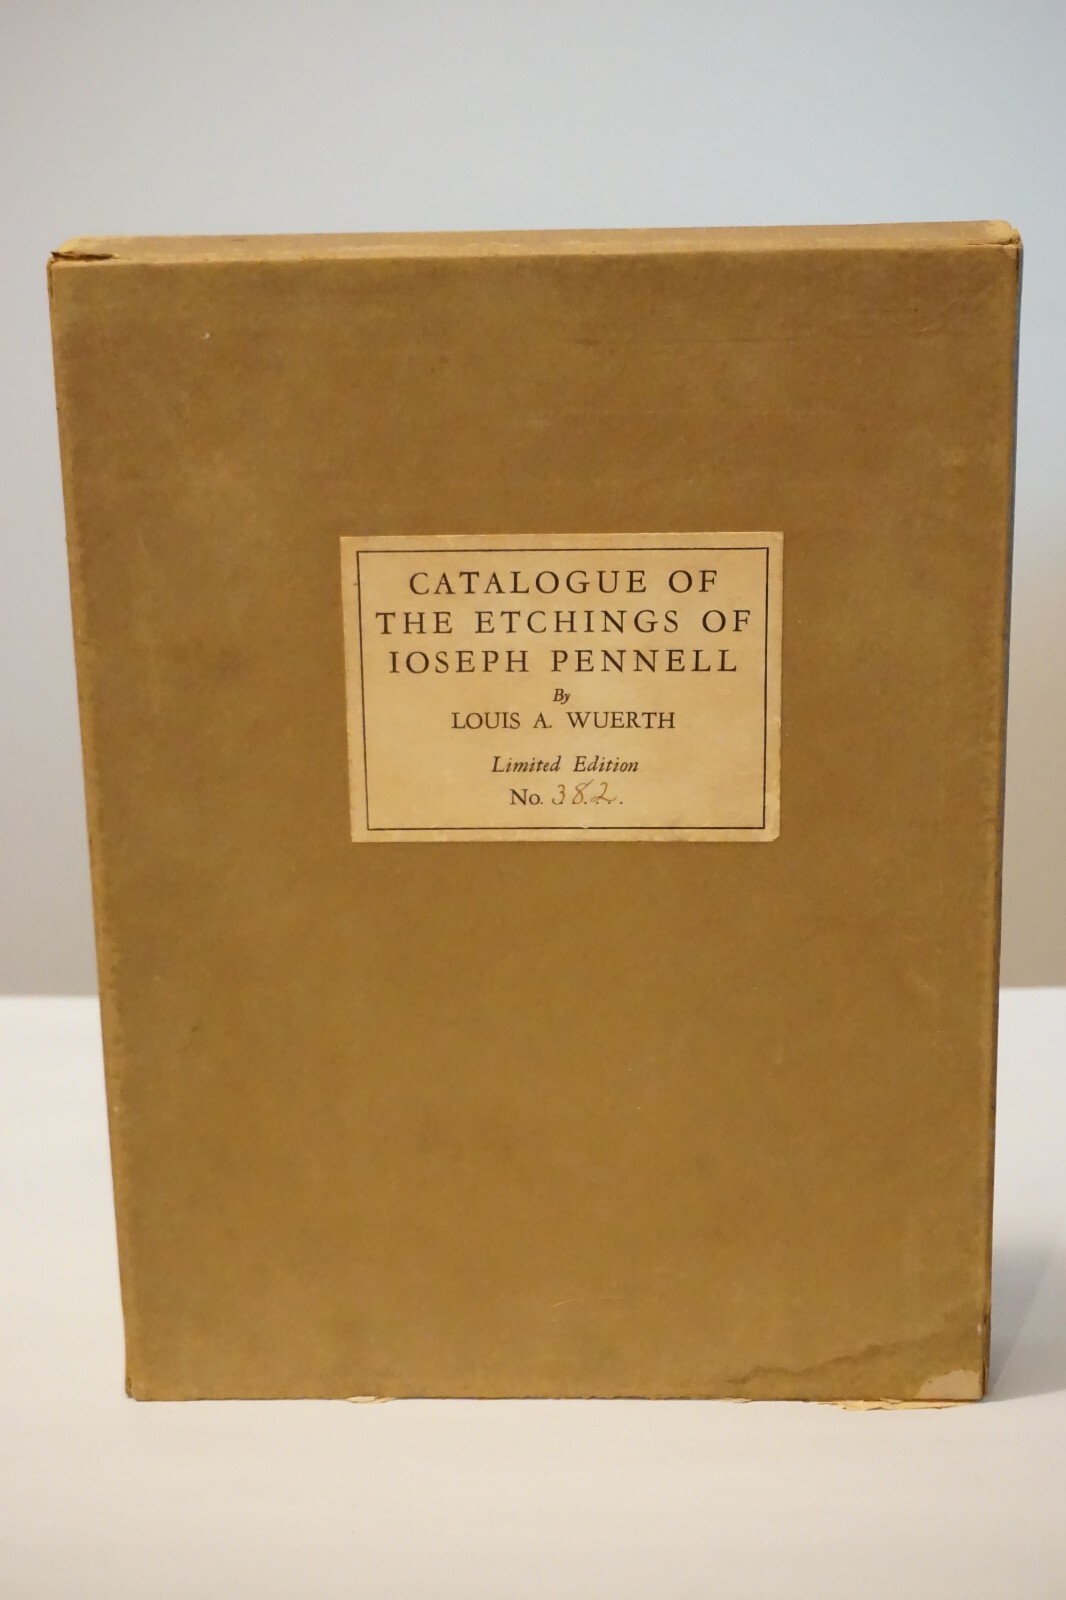 CATALOGUE OF
THE ETCHINGS OF
IOSEPH PENNELL
By
LOUIS A. WUERTH
Limited Edition
No. 382.